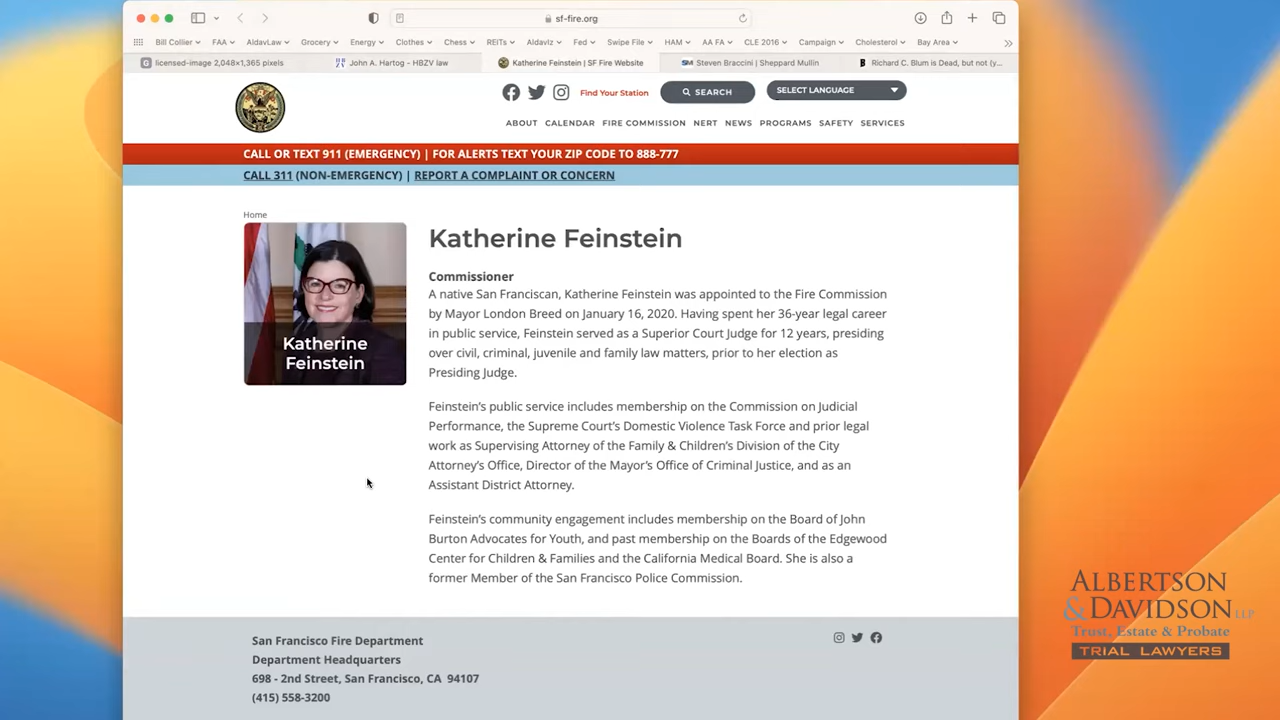 sf-fire.org
Bill Collier
FAA
AldavLaw
Grocery
Energy
Clothes
Chess
REITs
Aldaviz
Fed
Swipe File
HAM
AA FA
CLE 2016
Campaign
Cholesterol
Bay Area
licensed-image 2,048×1,365 pixels
John A. Hartog - HBZV law
Katherine Feinstein | SF Fire Website
Steven Braccini | Sheppard Mullin
Richard C. Blum is Dead, but not (y...
Find Your Station
SEARCH
SELECT LANGUAGE
ABOUT CALENDAR FIRE COMMISSION NERT NEWS PROGRAMS SAFETY SERVICES
CALL OR TEXT 911 (EMERGENCY) | FOR ALERTS TEXT YOUR ZIP CODE TO 888-777
CALL 311 (NON-EMERGENCY) | REPORT A COMPLAINT OR CONCERN
Home
Katherine
Feinstein
Katherine Feinstein
Commissioner
A native San Franciscan, Katherine Feinstein was appointed to the Fire Commission
by Mayor London Breed on January 16, 2020. Having spent her 36-year legal career
in public service, Feinstein served as a Superior Court Judge for 12 years, presiding
over civil, criminal, juvenile and family law matters, prior to her election as
Presiding Judge.
Feinstein's public service includes membership on the Commission on Judicial
Performance, the Supreme Court's Domestic Violence Task Force and prior legal
work as Supervising Attorney of the Family & Children's Division of the City
Attorney's Office, Director of the Mayor's Office of Criminal Justice, and as an
Assistant District Attorney.
Feinstein's community engagement includes membership on the Board of John
Burton Advocates for Youth, and past membership on the Boards of the Edgewood
Center for Children & Families and the California Medical Board. She is also a
former Member of the San Francisco Police Commission.
San Francisco Fire Department
Department Headquarters
698 - 2nd Street, San Francisco, CA 94107
(415) 558-3200
ALBERTSON
& DAVIDSON LLP
Trust, Estate & Probate
TRIAL LAWYERS